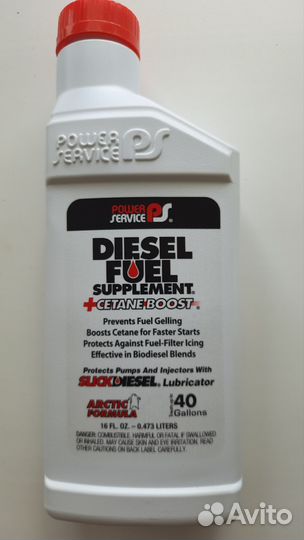 POWER SERVICE PS
POWER SERVICE PS
DIESEL
FUEL
SUPPLEMENT
+CETANE BOOST
Prevents Fuel Gelling
Boosts Cetane for Faster Starts
Protects Against Fuel-Filter Icing
Effective in Biodiesel Blends
Protects Pumps And Injectors With
SLICKDIESEL Lubricator
ARCTIC FORMULA
40 Gallons
16 FL. OZ. – 0.473 LITERS
DANGER: COMBUSTIBLE. HARMFUL OR FATAL IF SWALLOWED
OR INHALED. MAY CAUSE SKIN AND EYE IRRITATION. READ
OTHER CAUTIONS ON BACK LABEL CAREFULLY.
Avito